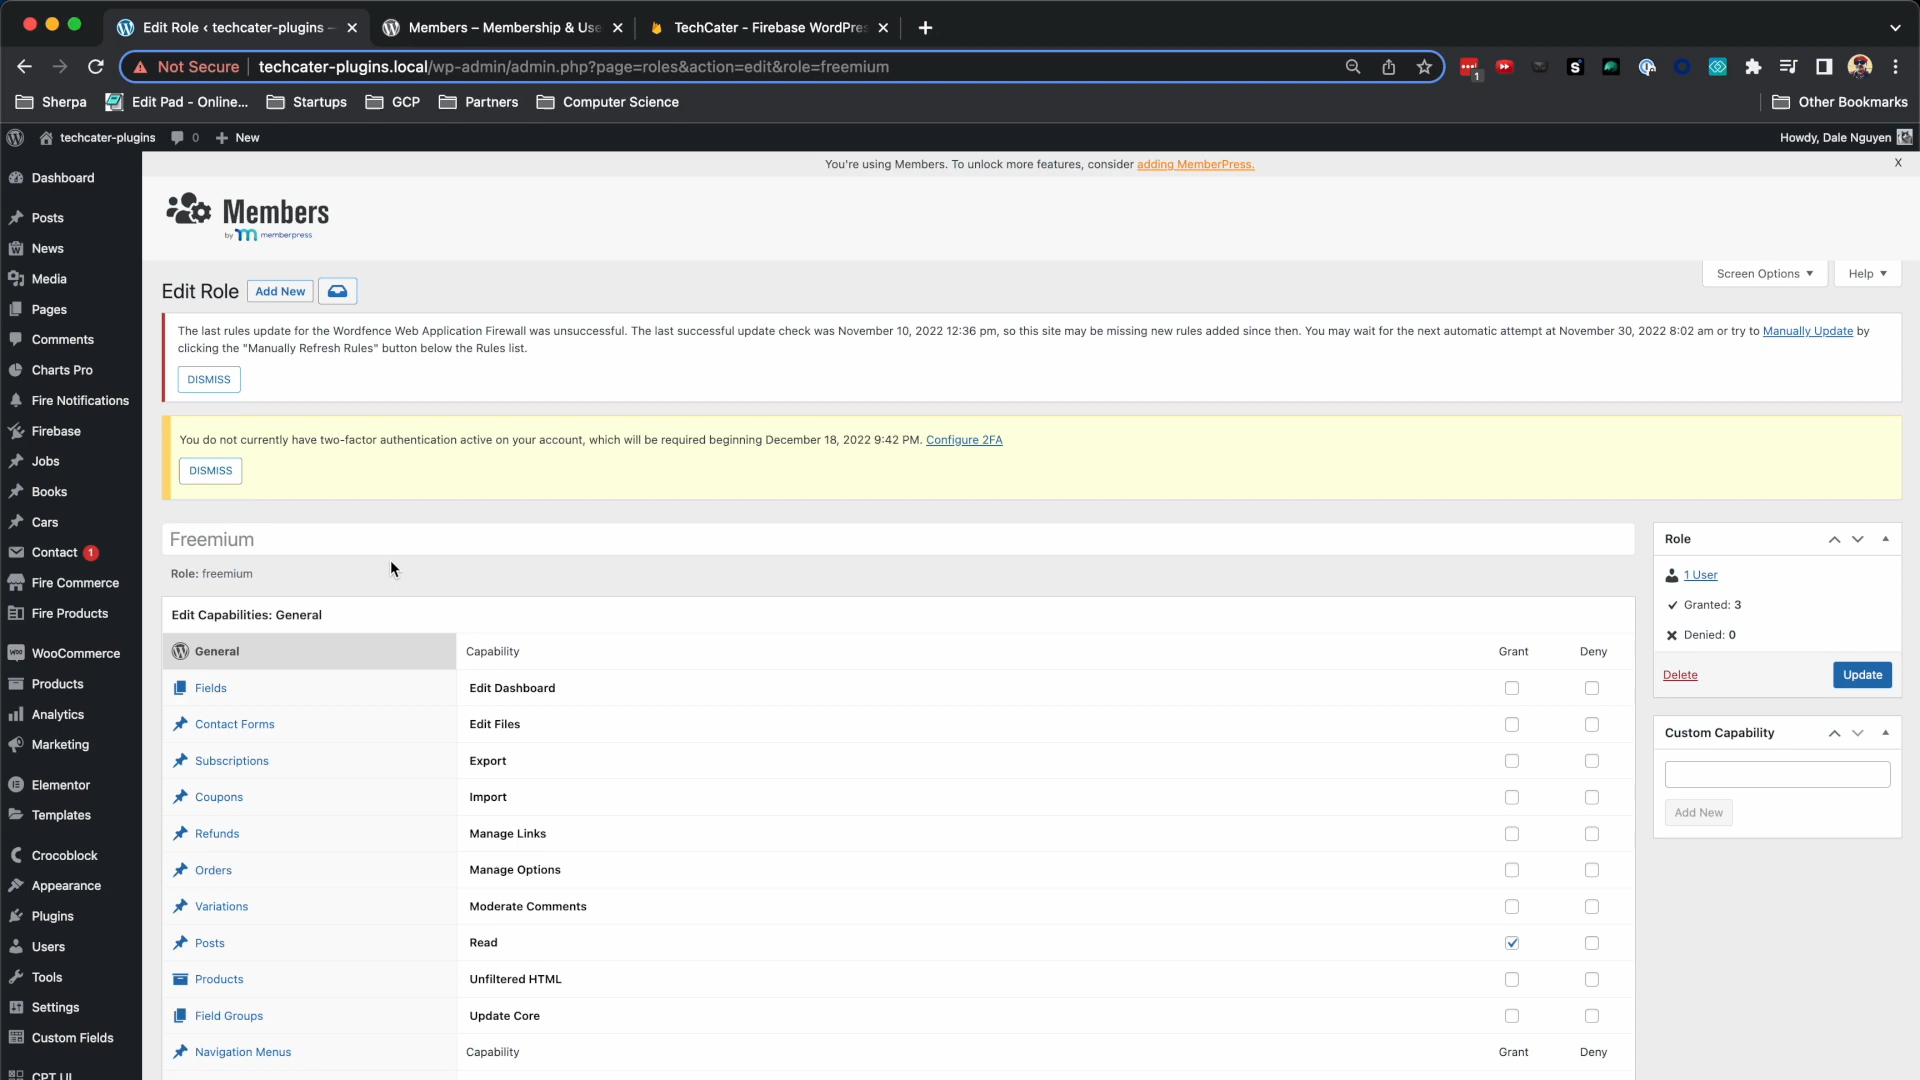 Edit Role ‹ techcater-plugins –
Members – Membership & Use
TechCater - Firebase WordPre
Not Secure
techcater-plugins.local/wp-admin/admin.php?page=roles&action=edit&role=freemium
1
Sherpa
Edit Pad - Online...
Startups
GCP
Partners
Computer Science
Other Bookmarks
techcater-plugins
0
New
Howdy, Dale Nguyen
You're using Members. To unlock more features, consider adding MemberPress.
X
Members
by memberpress
Dashboard
Posts
News
Media
Pages
Comments
Charts Pro
Fire Notifications
Firebase
Jobs
Books
Cars
Contact 1
Fire Commerce
Fire Products
WooCommerce
Products
Analytics
Marketing
Elementor
Templates
Crocoblock
Appearance
Plugins
Users
Tools
Settings
Custom Fields
CPT UI
Screen Options
Help
Edit Role
Add New
The last rules update for the Wordfence Web Application Firewall was unsuccessful. The last successful update check was November 10, 2022 12:36 pm, so this site may be missing new rules added since then. You may wait for the next automatic attempt at November 30, 2022 8:02 am or try to Manually Update by
clicking the "Manually Refresh Rules" button below the Rules list.
DISMISS
You do not currently have two-factor authentication active on your account, which will be required beginning December 18, 2022 9:42 PM. Configure 2FA
DISMISS
Freemium
Role: freemium
Edit Capabilities: General
General
Fields
Contact Forms
Subscriptions
Coupons
Refunds
Orders
Variations
Posts
Products
Field Groups
Navigation Menus
Capability
Grant
Deny
Edit Dashboard
Edit Files
Export
Import
Manage Links
Manage Options
Moderate Comments
Read
Unfiltered HTML
Update Core
Capability
Grant
Deny
Role
1 User
Granted: 3
Denied: 0
Delete
Update
Custom Capability
Add New